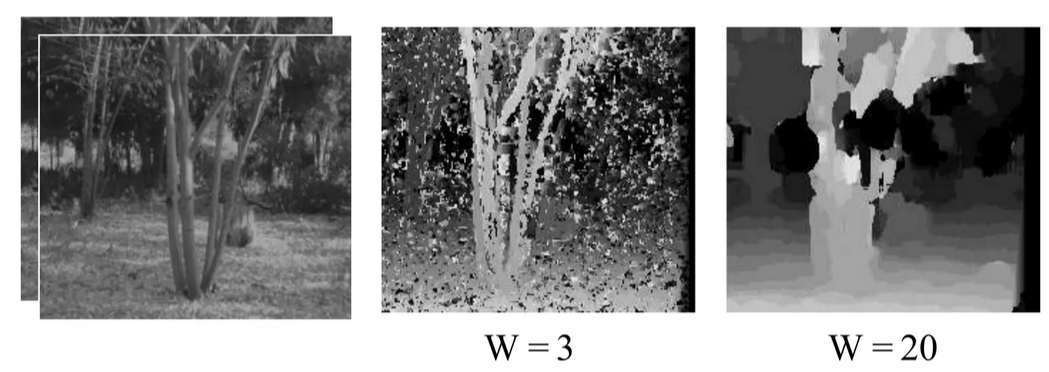 W = 3
W = 20